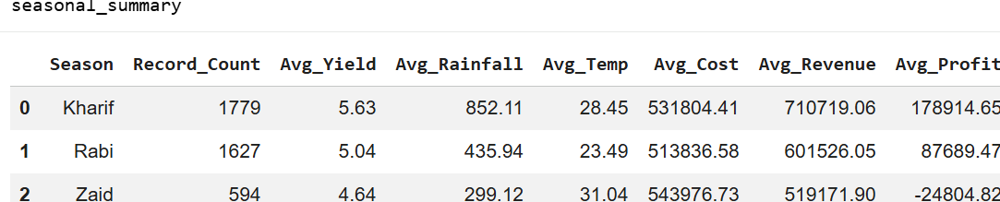 seasonal_summary
Season Record_Count Avg_Yield Avg_Rainfall Avg_Temp Avg_Cost Avg_Revenue Avg_Profit
0 Kharif 1779 5.63 852.11 28.45 531804.41 710719.06 178914.65
1 Rabi 1627 5.04 435.94 23.49 513836.58 601526.05 87689.47
2 Zaid 594 4.64 299.12 31.04 543976.73 519171.90 -24804.82